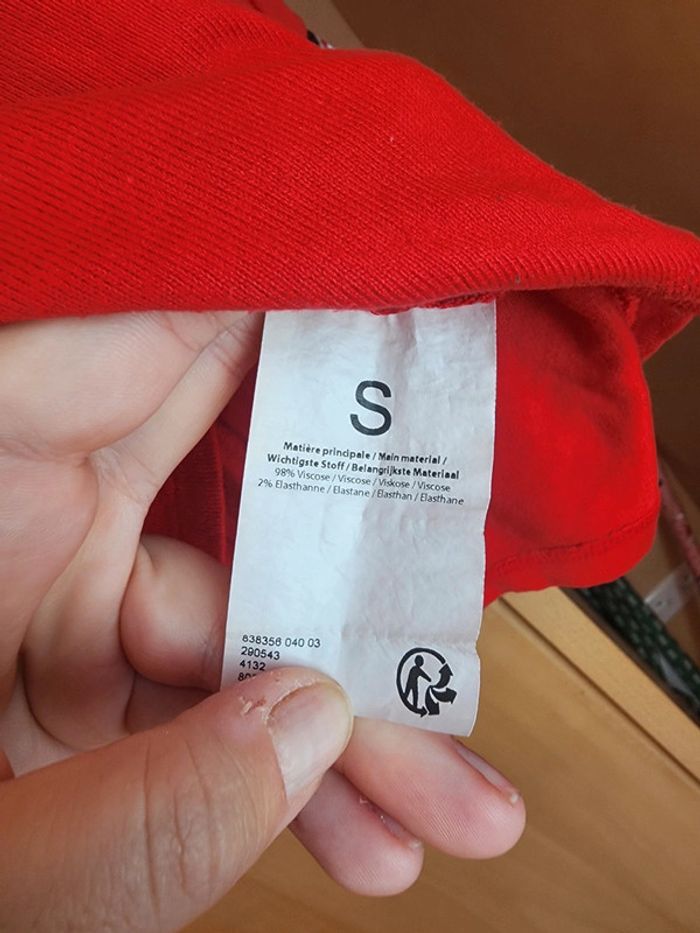 S
Matière principale / Main material /
Wichtigste Stoff / Belangrijkste Materiaal
98% Viscose / Viscose / Viskose / Viscose
2% Elasthanne / Elastane / Elasthan / Elasthane
838356 040 03
290543
4132